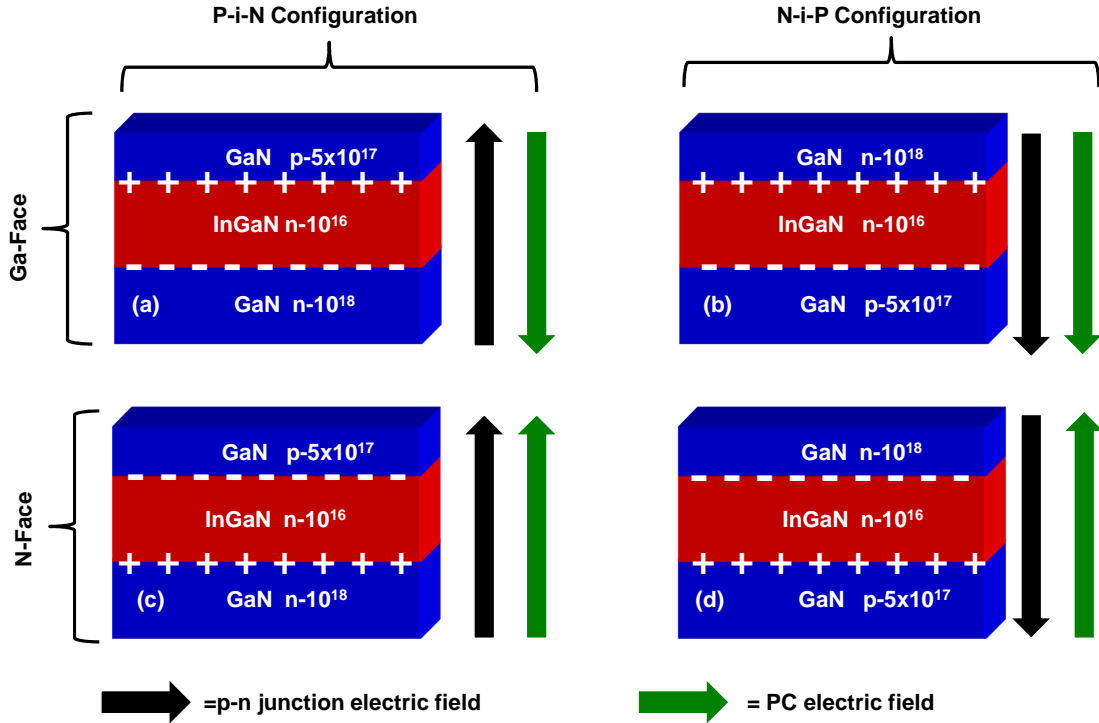 P-i-N Configuration
N-i-P Configuration
Ga-Face
GaN p-5x10¹⁷
+ + + + + + + +
InGaN n-10¹⁶
- - - - - - - - -
(a) GaN n-10¹⁸
GaN n-10¹⁸
+ + + + + + + +
InGaN n-10¹⁶
- - - - - - - - -
(b) GaN p-5x10¹⁷
N-Face
GaN p-5x10¹⁷
- - - - - - - - -
InGaN n-10¹⁶
+ + + + + + + +
(c) GaN n-10¹⁸
GaN n-10¹⁸
- - - - - - - - -
InGaN n-10¹⁶
+ + + + + + + +
(d) GaN p-5x10¹⁷
=p-n junction electric field
= PC electric field